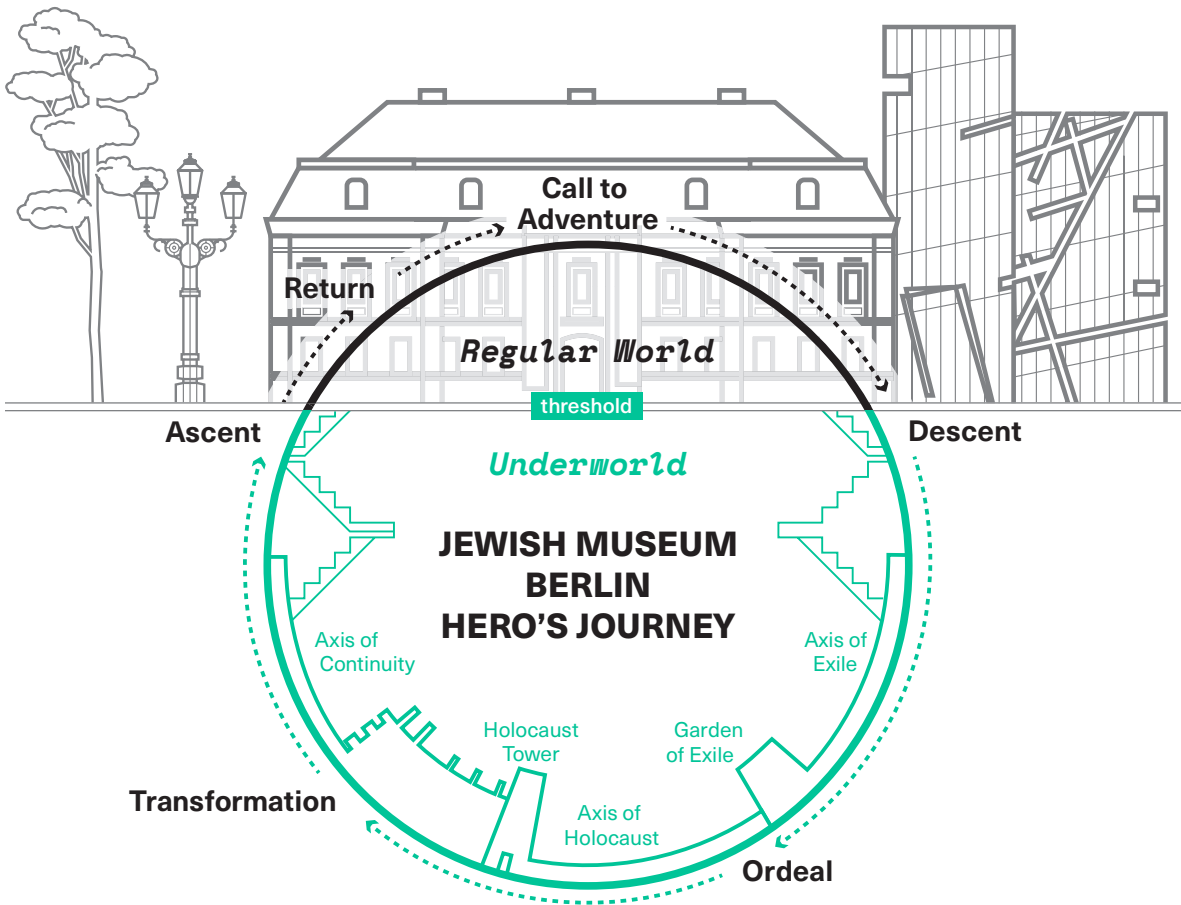 Call to
Adventure
Return
Regular World
threshold
Ascent
Descent
Underworld
JEWISH MUSEUM
BERLIN
HERO'S JOURNEY
Axis of
Continuity
Axis of
Exile
Holocaust
Tower
Garden
of Exile
Transformation
Axis of
Holocaust
Ordeal